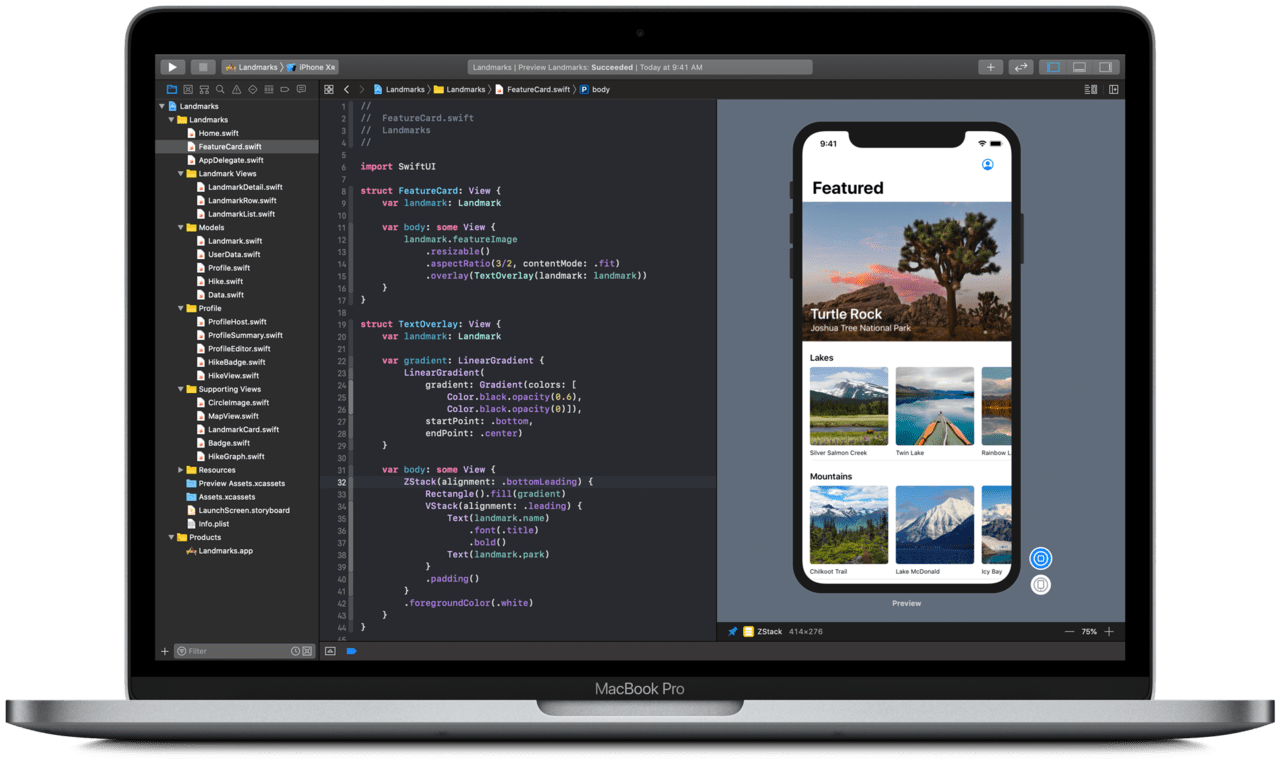 Landmarks 〉 iPhone Xʀ
Landmarks | Preview Landmarks: Succeeded | Today at 9:41 AM
Landmarks
Landmarks
Home.swift
FeatureCard.swift
AppDelegate.swift
Landmark Views
LandmarkDetail.swift
LandmarkRow.swift
LandmarkList.swift
Models
Landmark.swift
UserData.swift
Profile.swift
Hike.swift
Data.swift
Profile
ProfileHost.swift
ProfileSummary.swift
ProfileEditor.swift
HikeBadge.swift
HikeView.swift
Supporting Views
CircleImage.swift
MapView.swift
LandmarkCard.swift
Badge.swift
HikeGraph.swift
Resources
Preview Assets.xcassets
Assets.xcassets
LaunchScreen.storyboard
Info.plist
Products
Landmarks.app
Filter
Landmarks 〉 Landmarks 〉 FeatureCard.swift 〉 P body
1 //
2 //  FeatureCard.swift
3 //  Landmarks
4 //
5
6 import SwiftUI
7
8 struct FeatureCard: View {
9     var landmark: Landmark
10
11     var body: some View {
12         landmark.featureImage
13             .resizable()
14             .aspectRatio(3/2, contentMode: .fit)
15             .overlay(TextOverlay(landmark: landmark))
16     }
17 }
18
19 struct TextOverlay: View {
20     var landmark: Landmark
21
22     var gradient: LinearGradient {
23         LinearGradient(
24             gradient: Gradient(colors: [
25                 Color.black.opacity(0.6),
26                 Color.black.opacity(0)]),
27             startPoint: .bottom,
28             endPoint: .center)
29     }
30
31     var body: some View {
32         ZStack(alignment: .bottomLeading) {
33             Rectangle().fill(gradient)
34             VStack(alignment: .leading) {
35                 Text(landmark.name)
36                     .font(.title)
37                     .bold()
38                 Text(landmark.park)
39             }
40             .padding()
41         }
42         .foregroundColor(.white)
43     }
44 }
45
9:41
Featured
Turtle Rock
Joshua Tree National Park
Lakes
Silver Salmon Creek
Twin Lake
Rainbow L
Mountains
Chilkoot Trail
Lake McDonald
Icy Bay
Preview
ZStack 414×276
75%
MacBook Pro